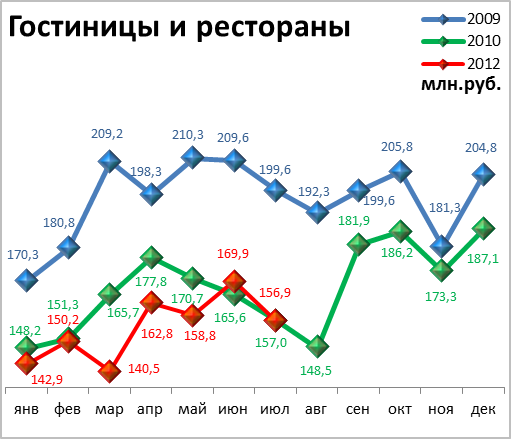 Гостиницы и рестораны
2009
2010
2012
млн.руб.
209,2
210,3
209,6
205,8
204,8
198,3
199,6
192,3
199,6
180,8
181,3
170,3
181,9
186,2
187,1
169,9
177,8
173,3
151,3
165,7
170,7
165,6
156,9
148,2
150,2
162,8
158,8
157,0
148,5
142,9
140,5
янв
фев
мар
апр
май
июн
июл
авг
сен
окт
ноя
дек